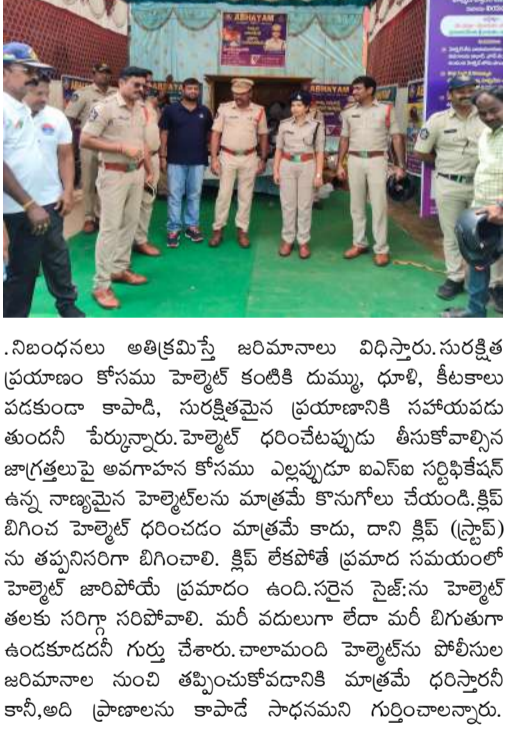 ABHAYAM
ABHAYAM
.నిబంధనలు అతిక్రమిస్తే జరిమానాలు విధిస్తారు.సురక్షిత
ప్రయాణం కోసము హెల్మెట్ కంటికి దుమ్ము, ధూళి, కీటకాలు
పడకుండా కాపాడి, సురక్షితమైన ప్రయాణానికి సహాయపడు
తుందనీ పేర్కున్నారు.హెల్మెట్ ధరించేటప్పుడు తీసుకోవాల్సిన
జాగ్రత్తలుపై అవగాహన కోసము ఎల్లప్పుడూ ఐఎస్ఐ సర్టిఫికేషన్
ఉన్న నాణ్యమైన హెల్మెట్‌లను మాత్రమే కొనుగోలు చేయండి.క్లిప్
బిగించ హెల్మెట్ ధరించడం మాత్రమే కాదు, దాని క్లిప్ (స్ట్రాప్)
ను తప్పనిసరిగా బిగించాలి. క్లిప్ లేకపోతే ప్రమాద సమయంలో
హెల్మెట్ జారిపోయే ప్రమాదం ఉంది.సరైన సైజ్:ను హెల్మెట్
తలకు సరిగ్గా సరిపోవాలి. మరీ వదులుగా లేదా మరీ బిగుతుగా
ఉండకూడదనీ గుర్తు చేశారు.చాలామంది హెల్మెట్‌ను పోలీసుల
జరిమానాల నుంచి తప్పించుకోవడానికి మాత్రమే ధరిస్తారనీ
కానీ,అది ప్రాణాలను కాపాడే సాధనమని గుర్తించాలన్నారు.